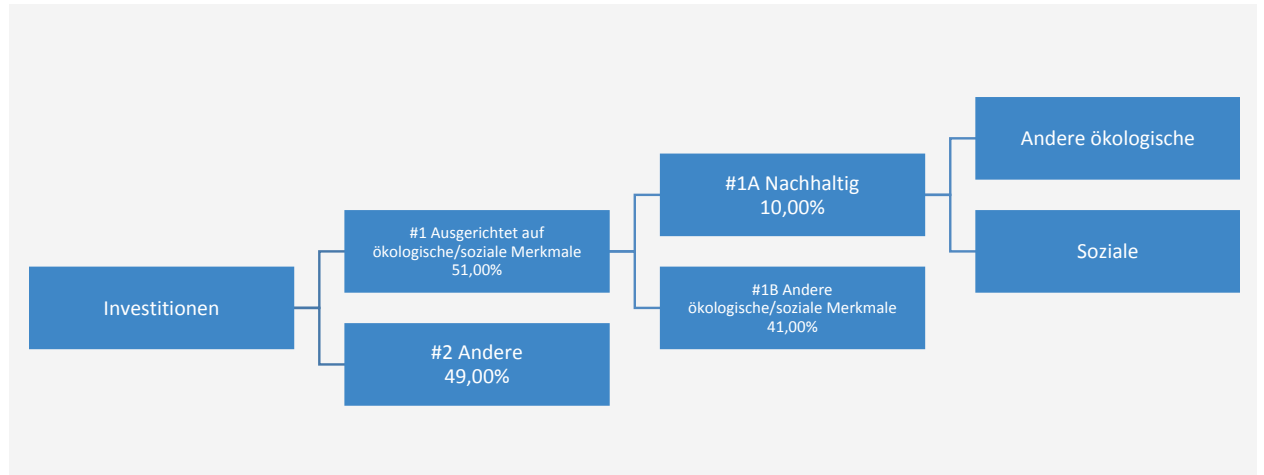 Investitionen
#1 Ausgerichtet auf
ökologische/soziale Merkmale
51,00%
#2 Andere
49,00%
#1A Nachhaltig
10,00%
#1B Andere
ökologische/soziale Merkmale
41,00%
Andere ökologische
Soziale